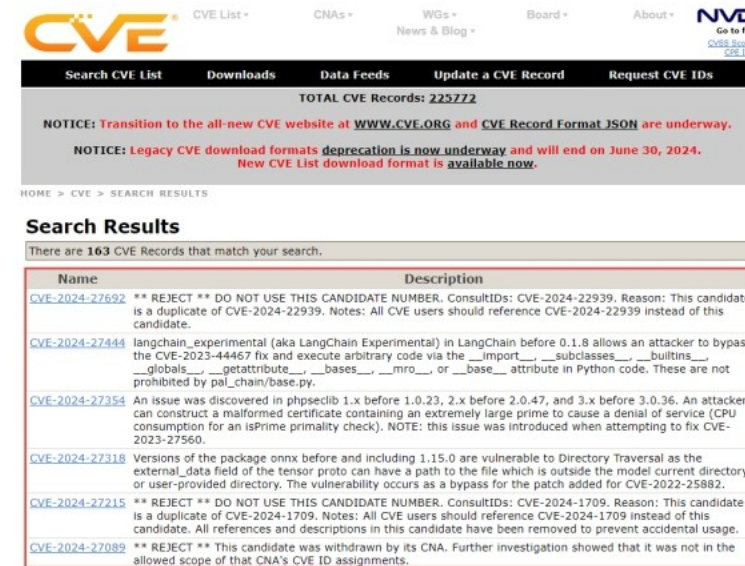 CVE
CVE List
CNAs
WGs
Board
About
News & Blog
Go to f
CVSS Sco
CPE I
Search CVE List Downloads Data Feeds Update a CVE Record Request CVE IDs
TOTAL CVE Records: 225772
NOTICE: Transition to the all-new CVE website at WWW.CVE.ORG and CVE Record Format JSON are underway.
NOTICE: Legacy CVE download formats deprecation is now underway and will end on June 30, 2024.
New CVE List download format is available now.
HOME > CVE > SEARCH RESULTS
Search Results
There are 163 CVE Records that match your search.
Name Description
CVE-2024-27692 ** REJECT ** DO NOT USE THIS CANDIDATE NUMBER. ConsultIDs: CVE-2024-22939. Reason: This candidat
is a duplicate of CVE-2024-22939. Notes: All CVE users should reference CVE-2024-22939 instead of this
candidate.
CVE-2024-27444 langchain_experimental (aka LangChain Experimental) in LangChain before 0.1.8 allows an attacker to bypas
the CVE-2023-44467 fix and execute arbitrary code via the __import__, __subclasses__, __builtins__,
__globals__, __getattribute__, __bases__, __mro__, or __base__ attribute in Python code. These are not
prohibited by pal_chain/base.py.
CVE-2024-27354 An issue was discovered in phpseclib 1.x before 1.0.23, 2.x before 2.0.47, and 3.x before 3.0.36. An attacker
can construct a malformed certificate containing an extremely large prime to cause a denial of service (CPU
consumption for an isPrime primality check). NOTE: this issue was introduced when attempting to fix CVE-
2023-27560.
CVE-2024-27318 Versions of the package onnx before and including 1.15.0 are vulnerable to Directory Traversal as the
external_data field of the tensor proto can have a path to the file which is outside the model current directory
or user-provided directory. The vulnerability occurs as a bypass for the patch added for CVE-2022-25882.
CVE-2024-27215 ** REJECT ** DO NOT USE THIS CANDIDATE NUMBER. ConsultIDs: CVE-2024-1709. Reason: This candidate
is a duplicate of CVE-2024-1709. Notes: All CVE users should reference CVE-2024-1709 instead of this
candidate. All references and descriptions in this candidate have been removed to prevent accidental usage.
CVE-2024-27089 ** REJECT ** This candidate was withdrawn by its CNA. Further investigation showed that it was not in the
allowed scope of that CNA's CVE ID assignments.